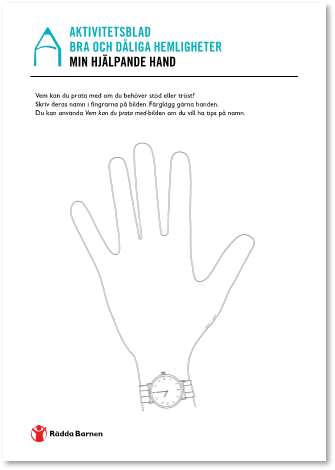 AKTIVITETSBLAD
BRA OCH DÅLIGA HEMLIGHETER
MIN HJÄLPANDE HAND
Vem kan du prata med om du behöver stöd eller tröst?
Skriv deras namn i fingrarna på bilden. Färglägg gärna handen.
Du kan använda Vem kan du prata med-bilden om du vill ha tips på namn.
Rädda Barnen